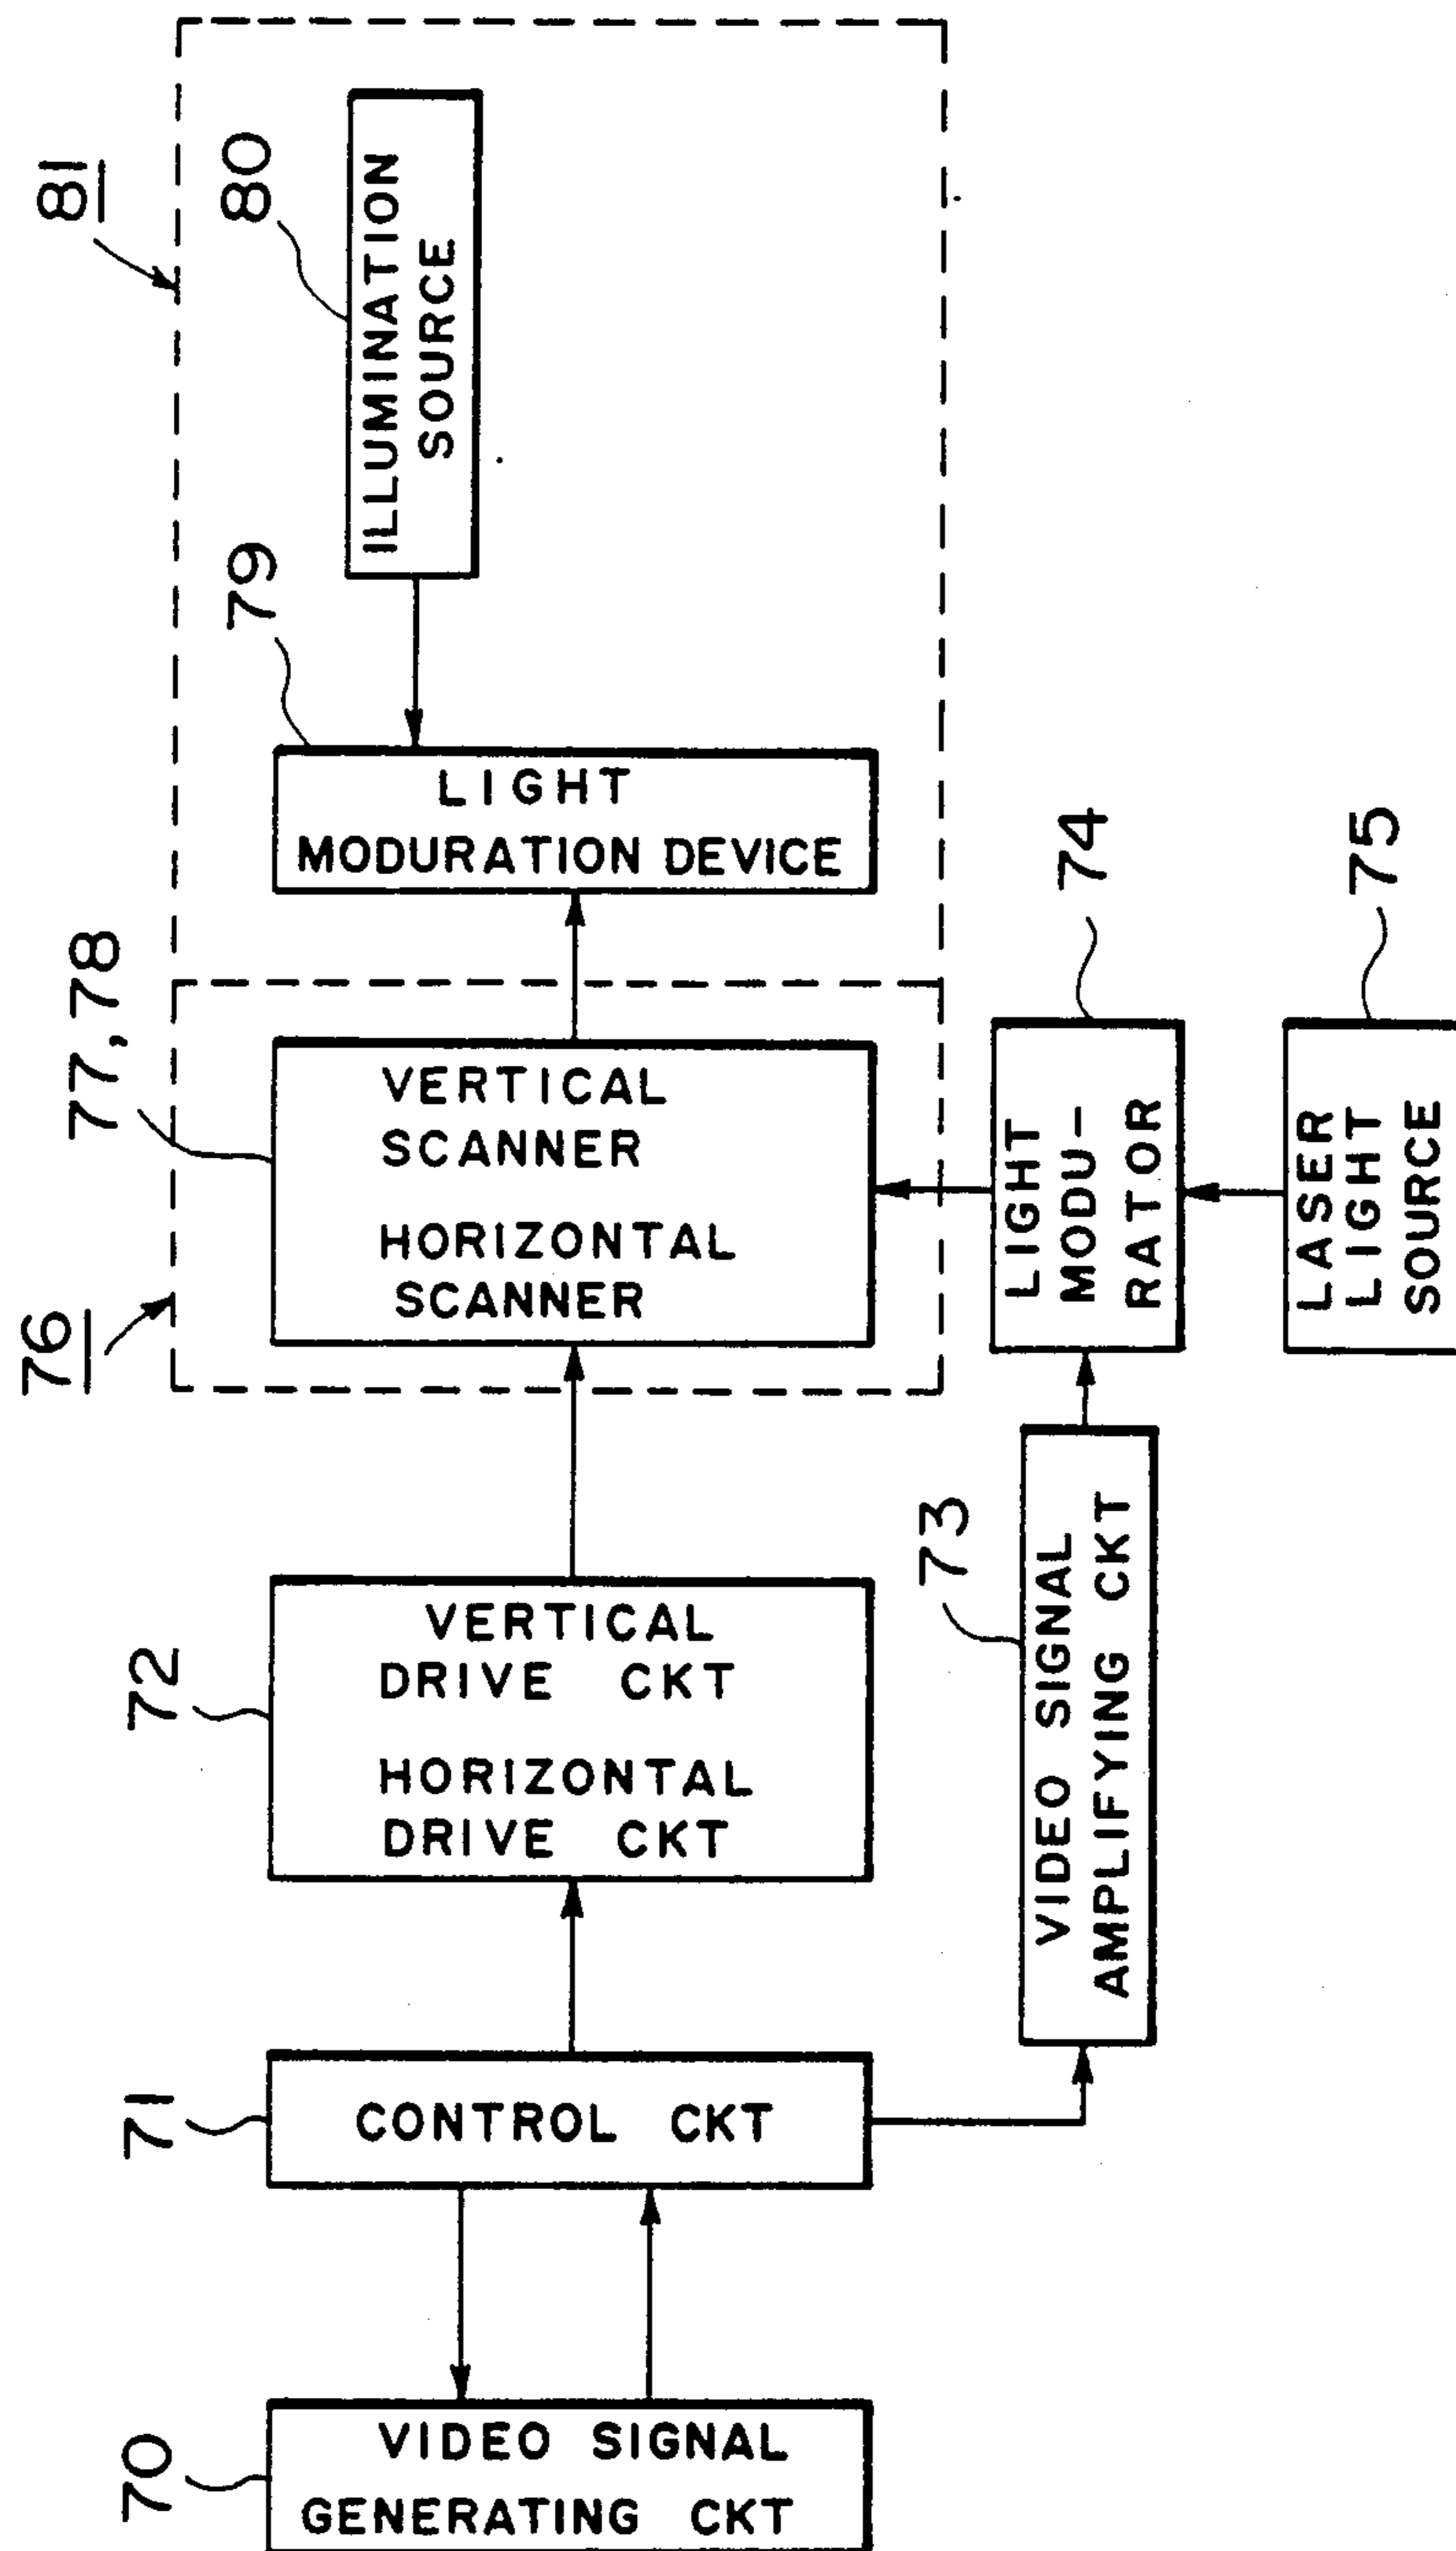 81
80
ILLUMINATION
SOURCE
79
LIGHT
MODURATION DEVICE
77, 78
76
VERTICAL
SCANNER
HORIZONTAL
SCANNER
74
LIGHT
MODU-
RATOR
75
LASER
LIGHT
SOURCE
72
VERTICAL
DRIVE CKT
HORIZONTAL
DRIVE CKT
73
VIDEO SIGNAL
AMPLIFYING CKT
71
CONTROL CKT
70
VIDEO SIGNAL
GENERATING CKT